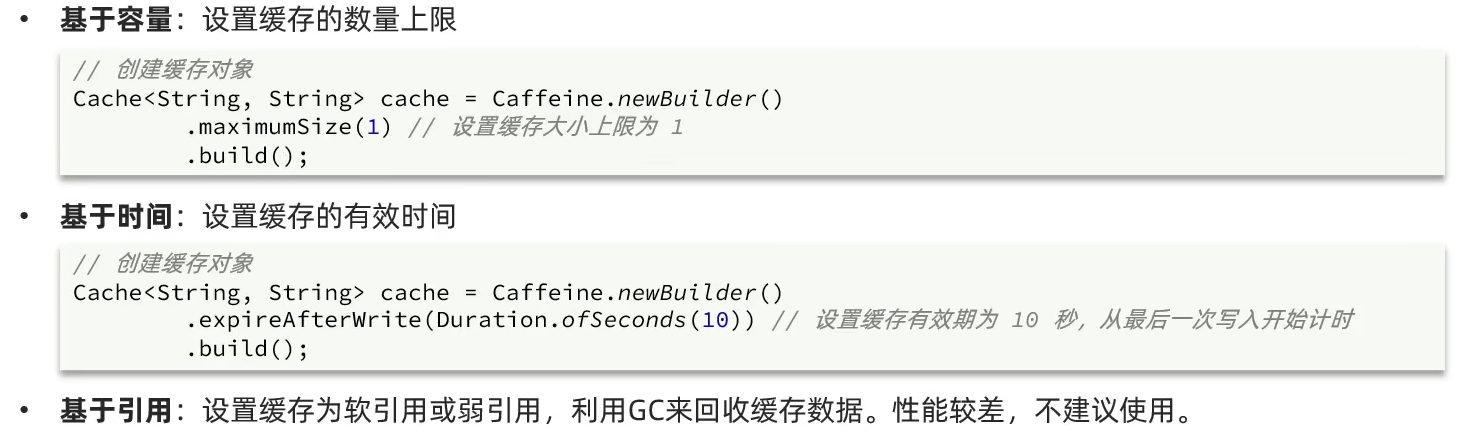 • 基于容量：设置缓存的数量上限
// 创建缓存对象
Cache<String, String> cache = Caffeine.newBuilder()
        .maximumSize(1) // 设置缓存大小上限为 1
        .build();
• 基于时间：设置缓存的有效时间
// 创建缓存对象
Cache<String, String> cache = Caffeine.newBuilder()
        .expireAfterWrite(Duration.ofSeconds(10)) // 设置缓存有效期为 10 秒，从最后一次写入开始计时
        .build();
• 基于引用：设置缓存为软引用或弱引用，利用GC来回收缓存数据。性能较差，不建议使用。